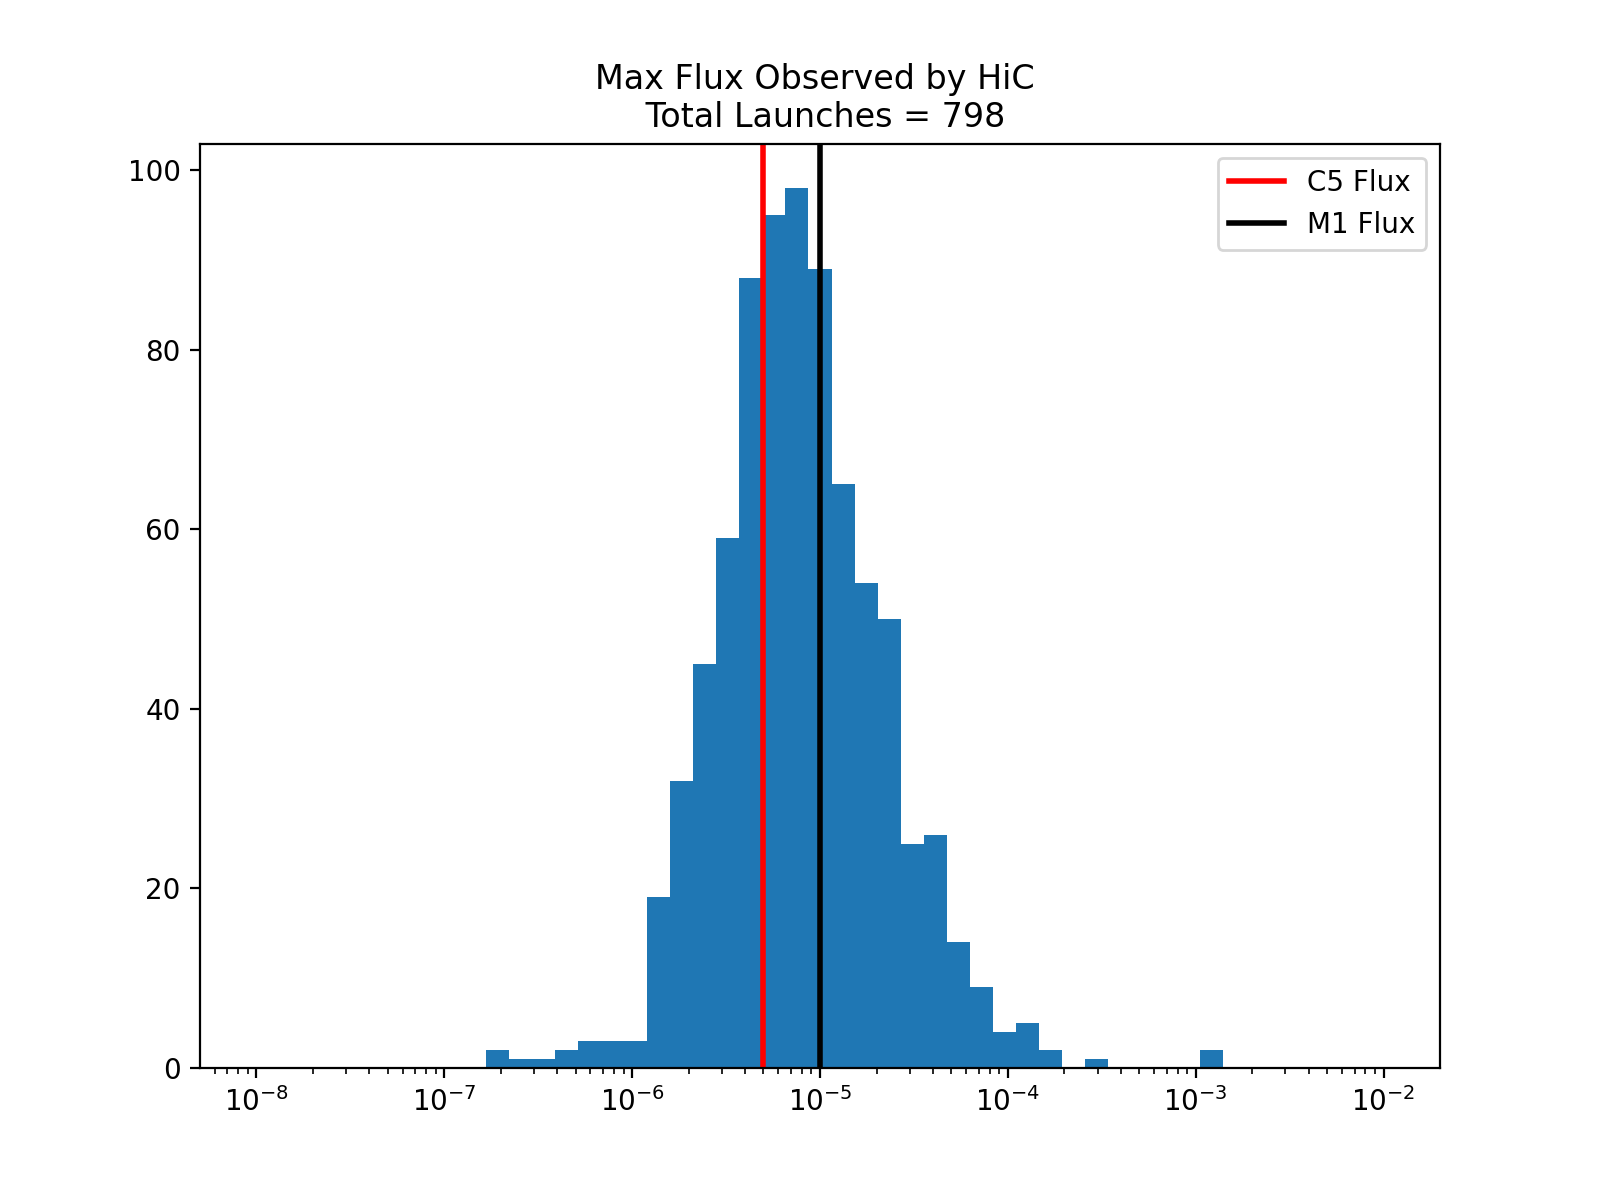 Max Flux Observed by HiC
Total Launches = 798
C5 Flux
M1 Flux
100
80
60
40
20
0
10⁻⁸ 10⁻⁷ 10⁻⁶ 10⁻⁵ 10⁻⁴ 10⁻³ 10⁻²